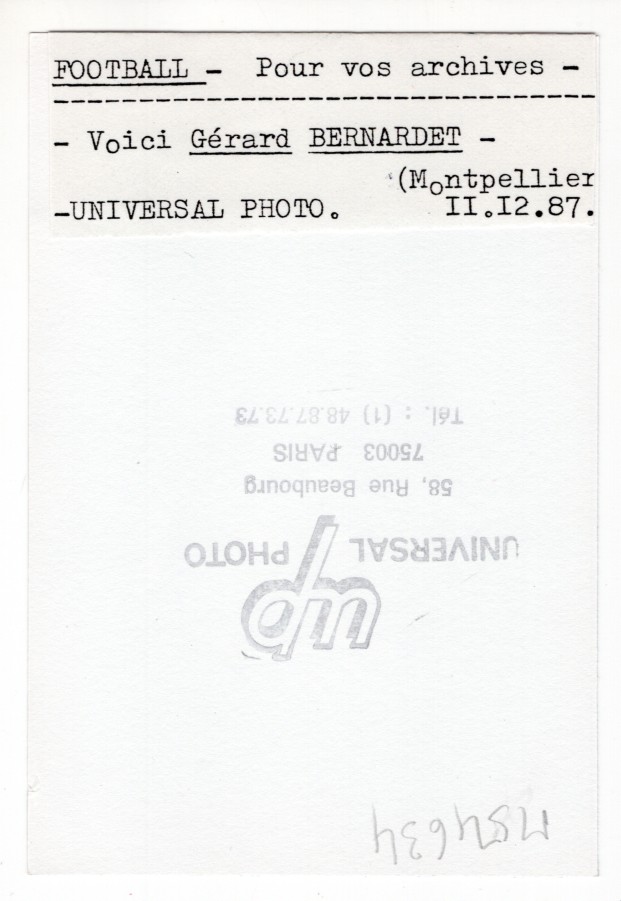 FOOTBALL - Pour vos archives -
- Voici Gérard BERNARDET -
(Montpellier
-UNIVERSAL PHOTO. II.I2.87.
up
UNIVERSAL PHOTO
58, Rue Beaubourg
75003 PARIS
Tél. : (1) 48.87.73.73